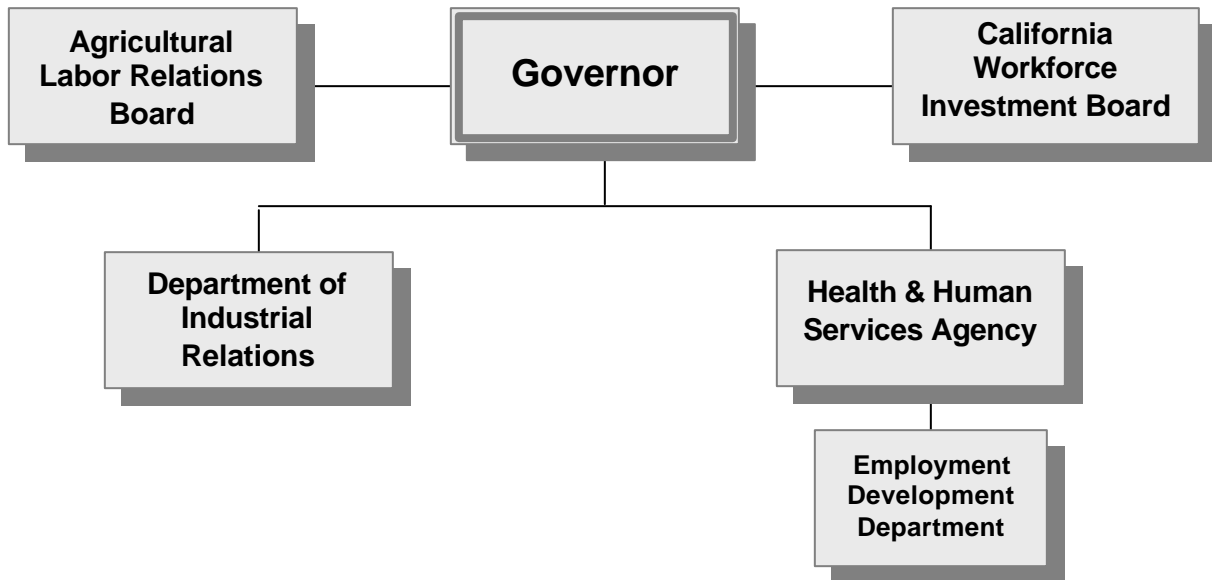 Agricultural
Labor Relations
Board
Governor
California
Workforce
Investment Board
Department of
Industrial
Relations
Health & Human
Services Agency
Employment
Development
Department